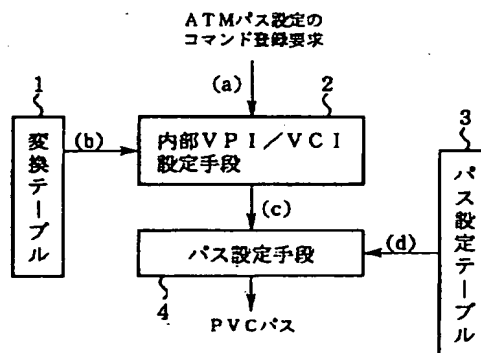 ATMパス設定の
コマンド登録要求
(a)
1
2
3
変換テーブル
(b)
内部VPI/VCI
設定手段
(c)
パス設定手段
(d)
パス設定テーブル
4
PVCパス